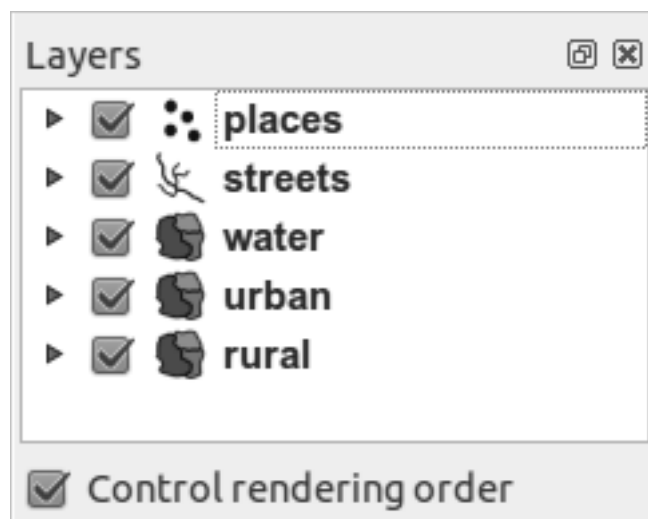 Layers
places
streets
water
urban
rural
Control rendering order